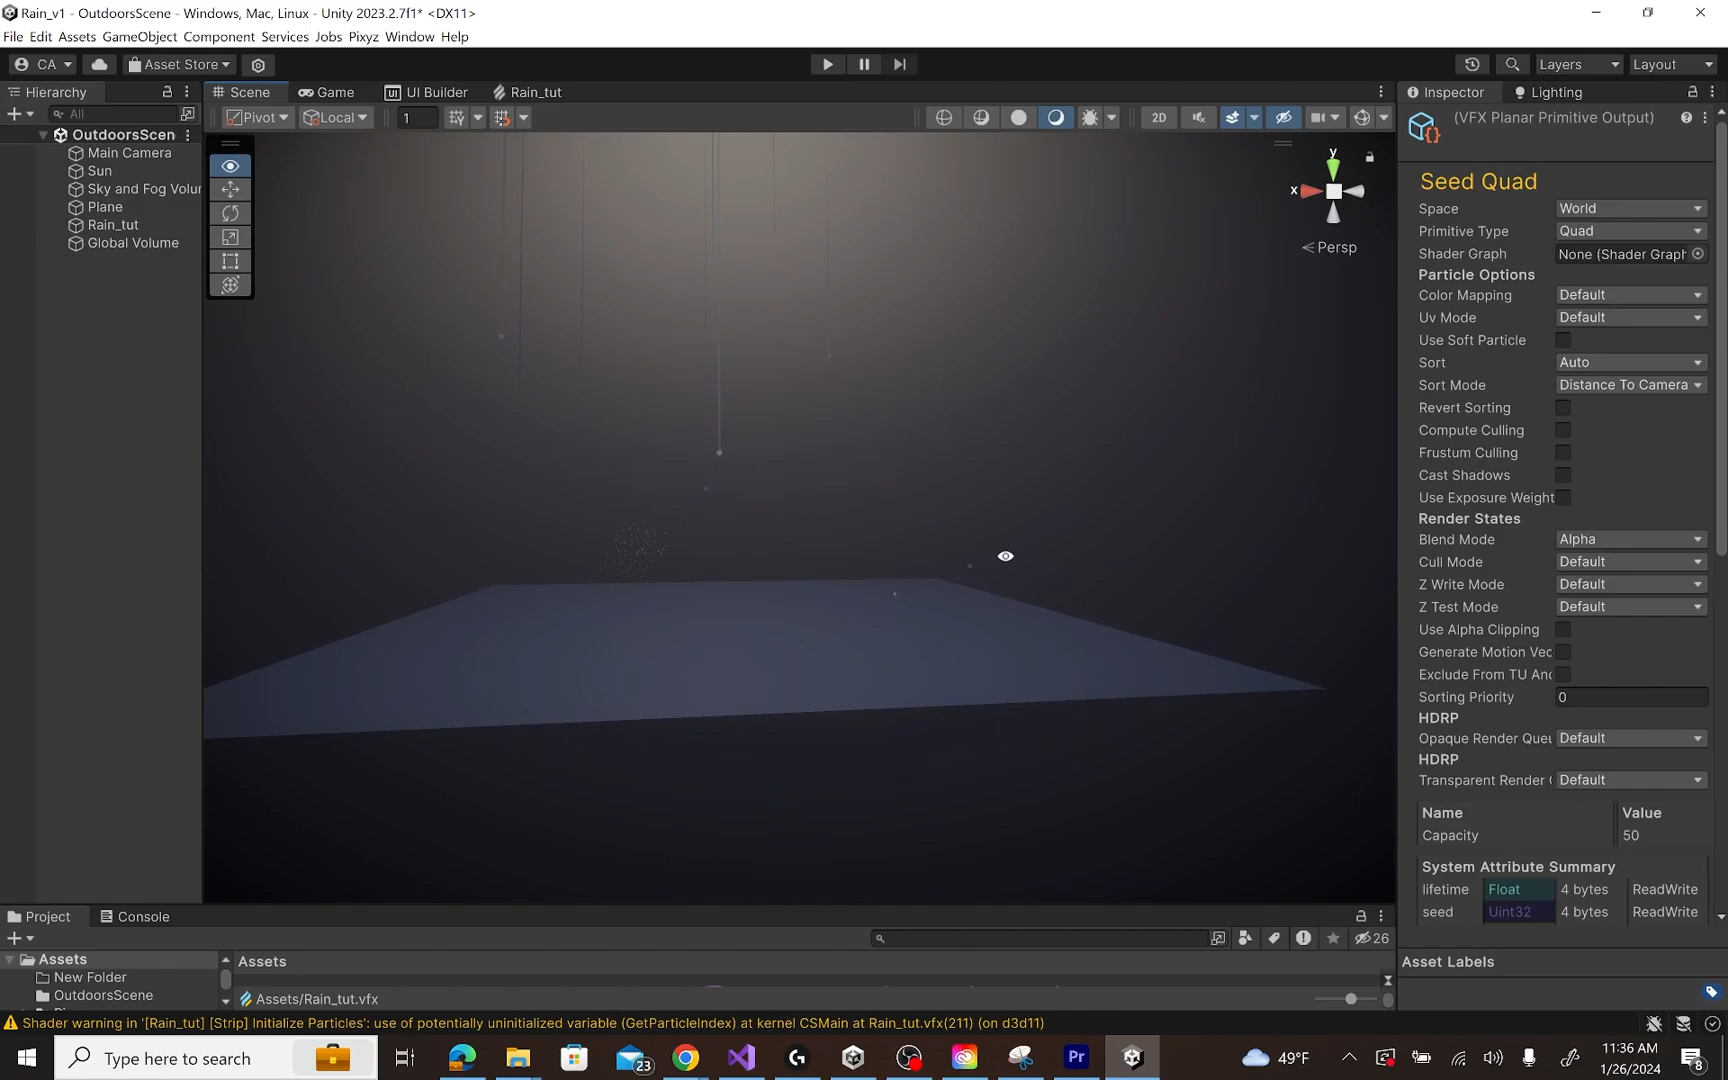 Rain_v1 - OutdoorsScene - Windows, Mac, Linux - Unity 2023.2.7f1* <DX11>
File Edit Assets GameObject Component Services Jobs Pixyz Window Help
CA Asset Store Layers Layout
Hierarchy Scene Game UI Builder Rain_tut Inspector Lighting
All Pivot Local 1 2D (VFX Planar Primitive Output)
OutdoorsScen
Main Camera
Sun
Sky and Fog Volur
Plane
Rain_tut
Global Volume
y
x
< Persp
Seed Quad
Space World
Primitive Type Quad
Shader Graph None (Shader Graph
Particle Options
Color Mapping Default
Uv Mode Default
Use Soft Particle
Sort Auto
Sort Mode Distance To Camera
Revert Sorting
Compute Culling
Frustum Culling
Cast Shadows
Use Exposure Weight
Render States
Blend Mode Alpha
Cull Mode Default
Z Write Mode Default
Z Test Mode Default
Use Alpha Clipping
Generate Motion Vec
Exclude From TU And
Sorting Priority 0
HDRP
Opaque Render Queu Default
HDRP
Transparent Render Default
Name Value
Capacity 50
System Attribute Summary
lifetime Float 4 bytes ReadWrite
seed Uint32 4 bytes ReadWrite
Project Console
26
Assets Assets
New Folder
OutdoorsScene Assets/Rain_tut.vfx
Asset Labels
Shader warning in '[Rain_tut] [Strip] Initialize Particles': use of potentially uninitialized variable (GetParticleIndex) at kernel CSMain at Rain_tut.vfx(211) (on d3d11)
Type here to search 23 Pr 49°F 11:36 AM
1/26/2024 8